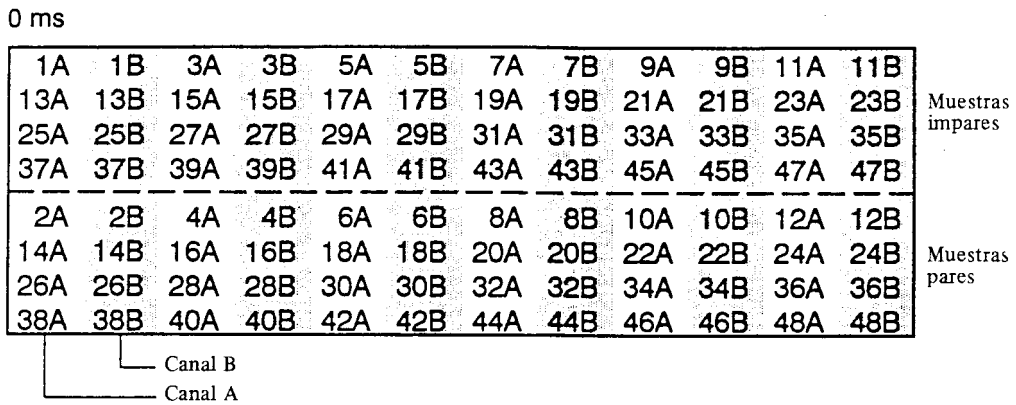 0 ms
1A 1B 3A 3B 5A 5B 7A 7B 9A 9B 11A 11B
13A 13B 15A 15B 17A 17B 19A 19B 21A 21B 23A 23B
25A 25B 27A 27B 29A 29B 31A 31B 33A 33B 35A 35B
37A 37B 39A 39B 41A 41B 43A 43B 45A 45B 47A 47B
Muestras
impares
2A 2B 4A 4B 6A 6B 8A 8B 10A 10B 12A 12B
14A 14B 16A 16B 18A 18B 20A 20B 22A 22B 24A 24B
26A 26B 28A 28B 30A 30B 32A 32B 34A 34B 36A 36B
38A 38B 40A 40B 42A 42B 44A 44B 46A 46B 48A 48B
Muestras
pares
Canal B
Canal A